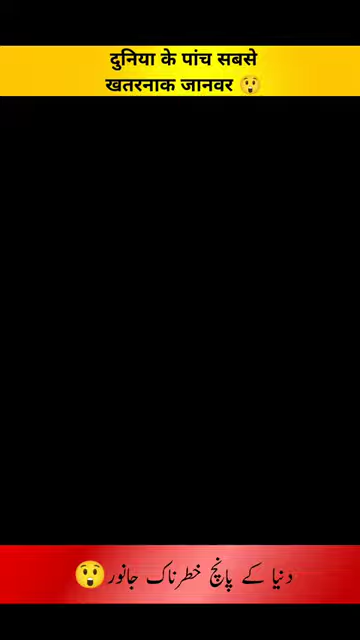 दुनिया के पांच सबसे
खतरनाक जानवर 😲
دنیا کے پانچ خطرناک جانور 😲